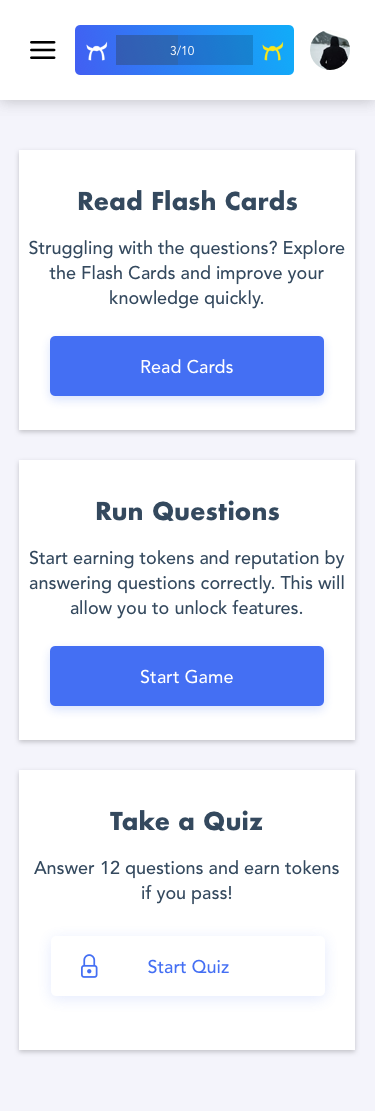 3/10
Read Flash Cards
Struggling with the questions? Explore
the Flash Cards and improve your
knowledge quickly.
Read Cards
Run Questions
Start earning tokens and reputation by
answering questions correctly. This will
allow you to unlock features.
Start Game
Take a Quiz
Answer 12 questions and earn tokens
if you pass!
Start Quiz